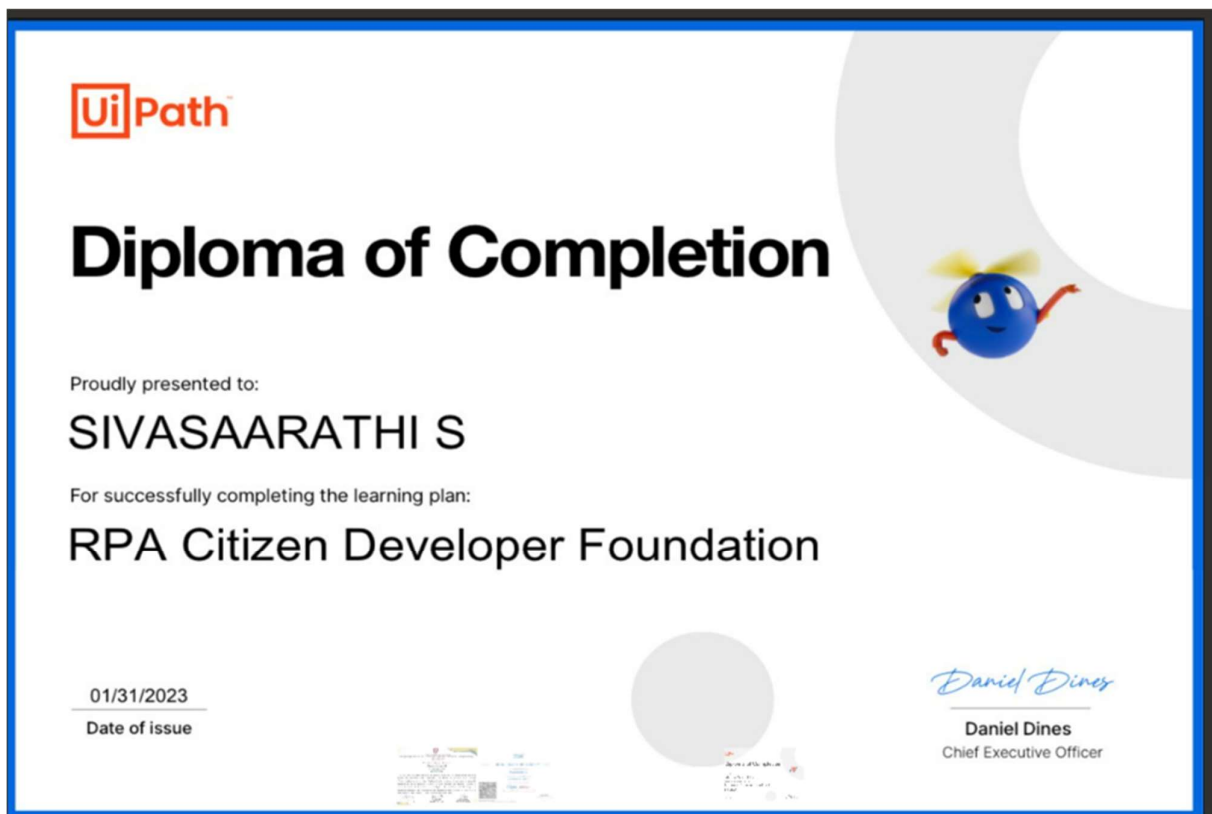 UiPath™
Diploma of Completion
Proudly presented to:
SIVASAARATHI S
For successfully completing the learning plan:
RPA Citizen Developer Foundation
01/31/2023
Date of issue
Daniel Dines
Daniel Dines
Chief Executive Officer